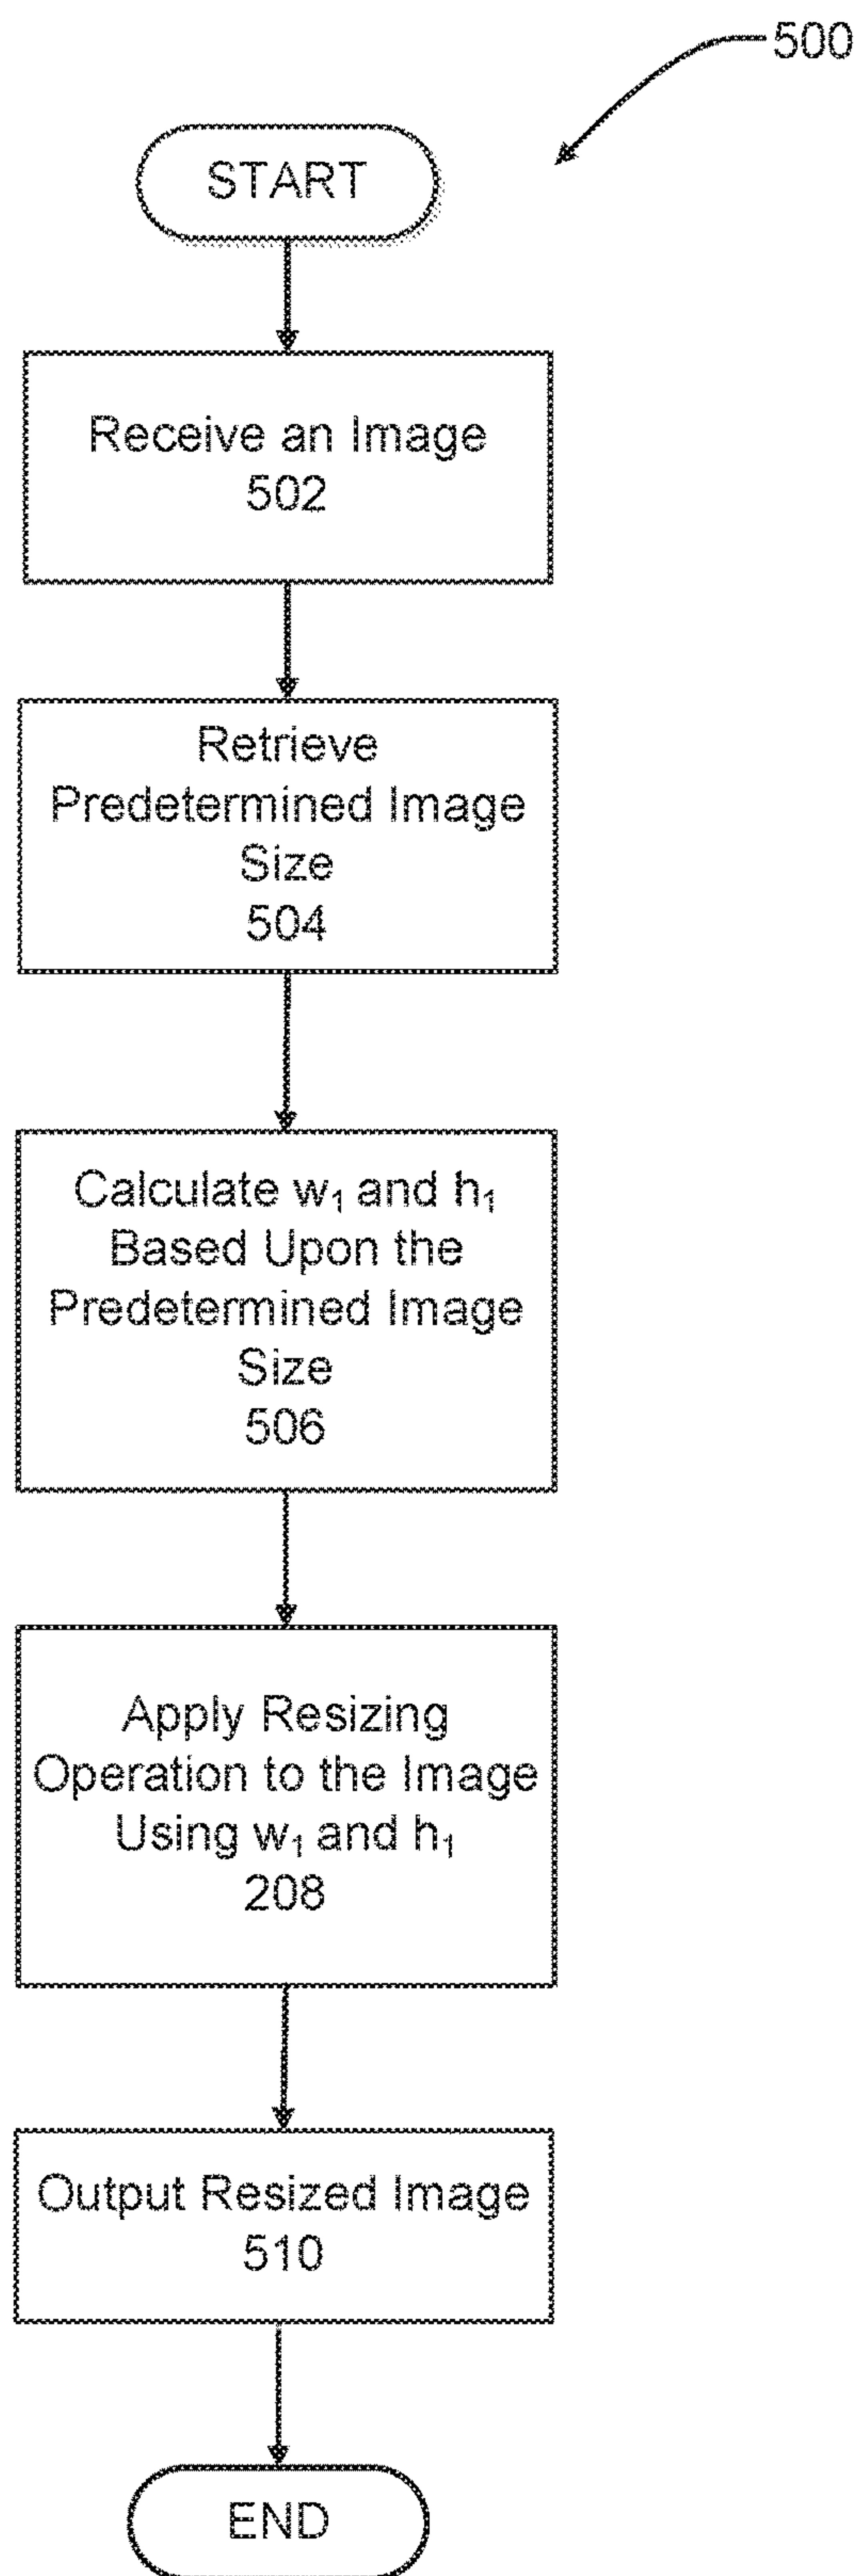 500
START
Receive an Image
502
Retrieve
Predetermined Image
Size
504
Calculate w₁ and h₁
Based Upon the
Predetermined Image
Size
506
Apply Resizing
Operation to the Image
Using w₁ and h₁
208
Output Resized Image
510
END